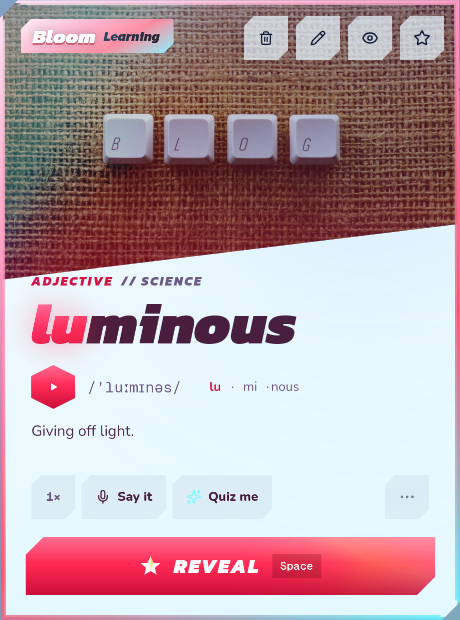 Bloom Learning
B L O G
ADJECTIVE // SCIENCE
luminous
/ˈluːmɪnəs/ lu · mi · nous
Giving off light.
1× Say it Quiz me ...
REVEAL Space